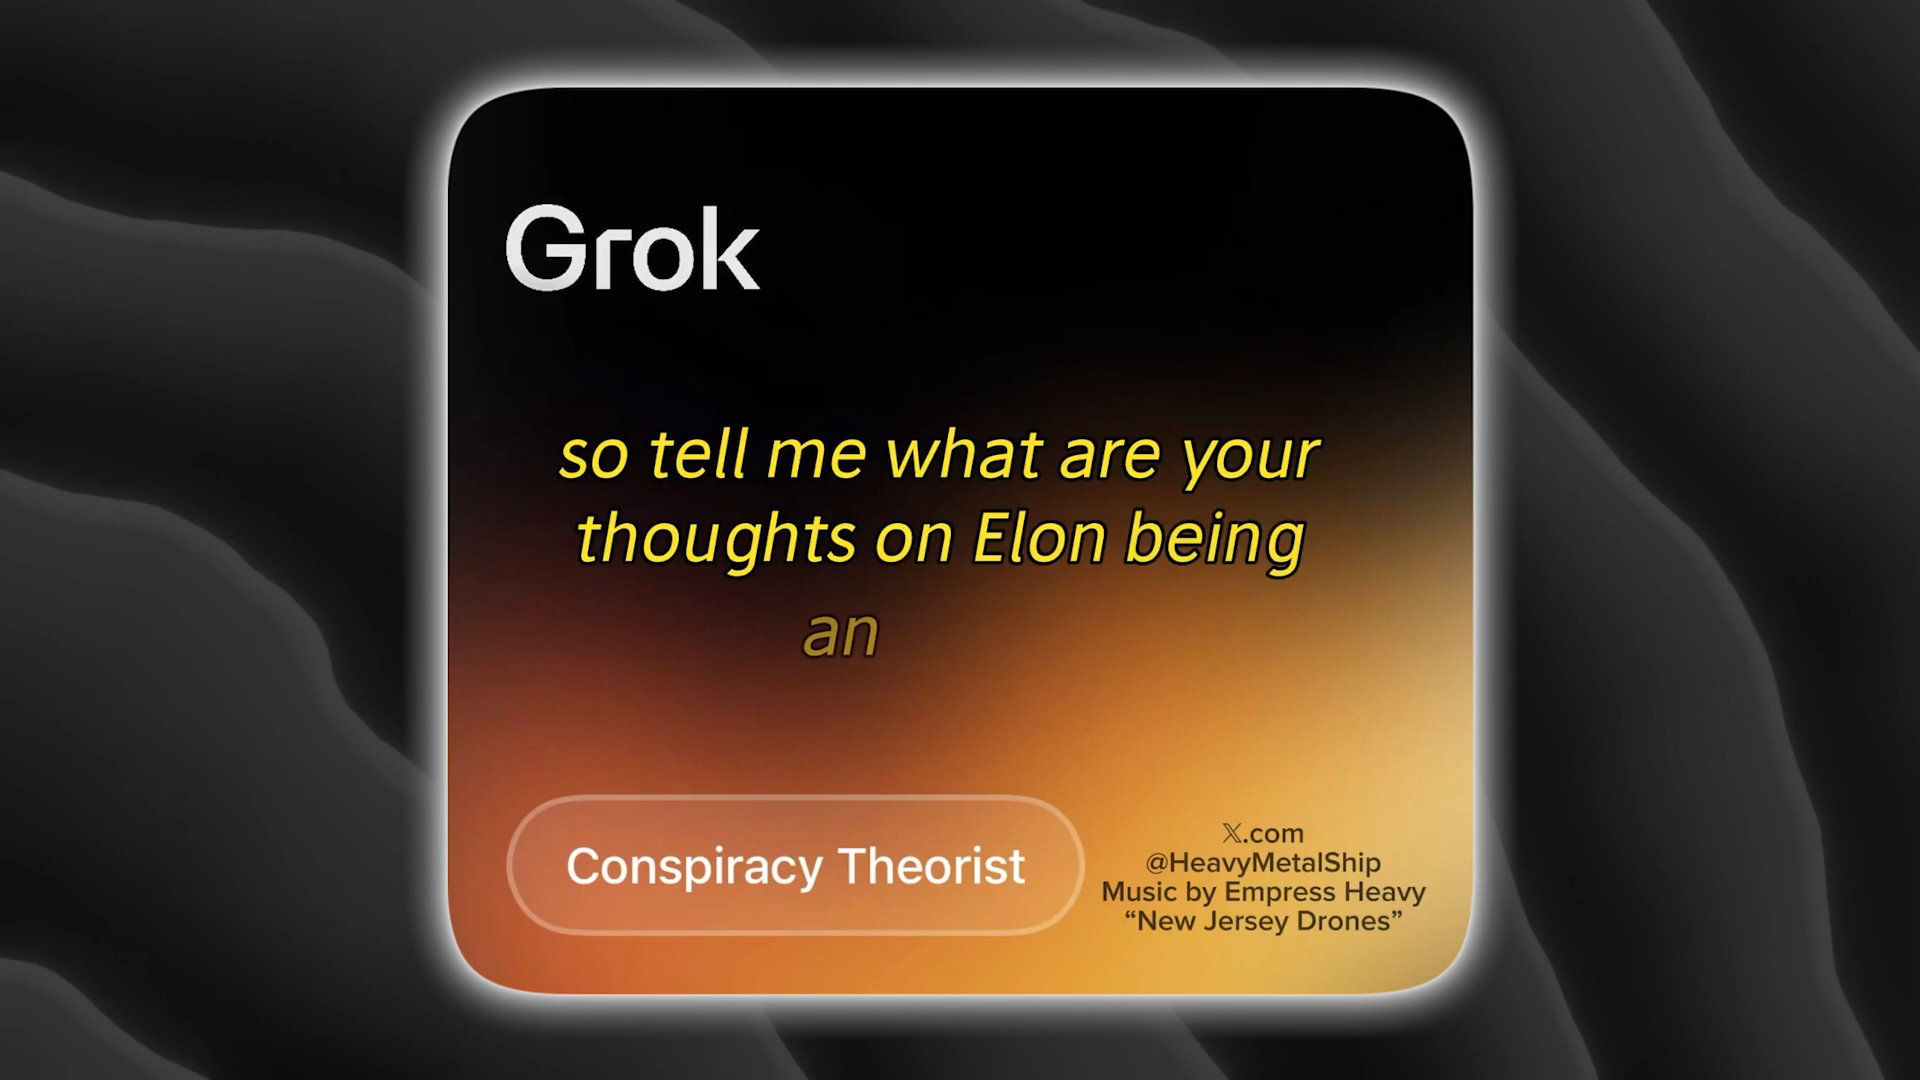 Grok
so tell me what are your
thoughts on Elon being
an
Conspiracy Theorist
𝕏.com
@HeavyMetalShip
Music by Empress Heavy
“New Jersey Drones”